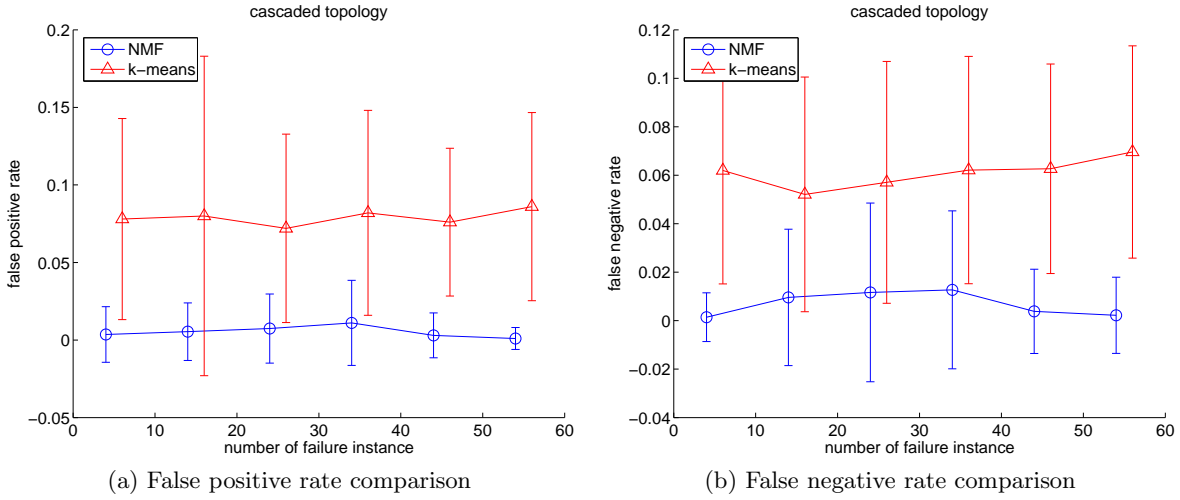 cascaded topology
0.2
0.15
0.1
0.05
0
−0.05
false positive rate
NMF
k−means
0 10 20 30 40 50 60
number of failure instance
(a) False positive rate comparison
cascaded topology
0.12
0.1
0.08
0.06
0.04
0.02
0
−0.02
−0.04
false negative rate
NMF
k−means
0 10 20 30 40 50 60
number of failure instance
(b) False negative rate comparison